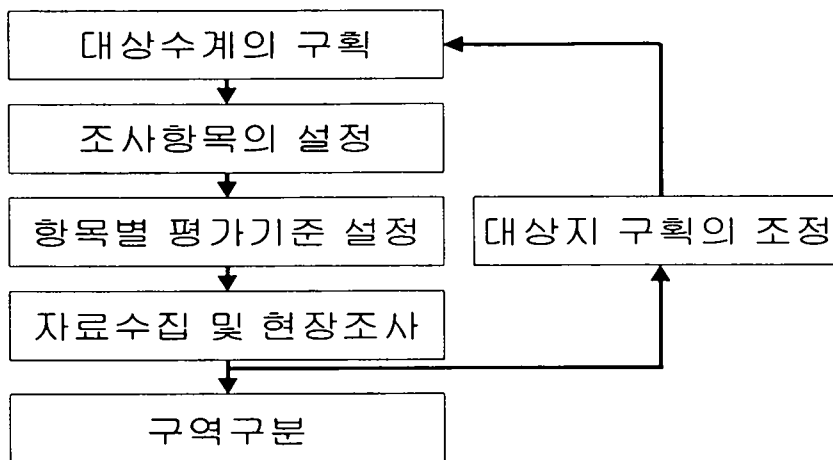 대상수계의 구획
조사항목의 설정
항목별 평가기준 설정
대상지 구획의 조정
자료수집 및 현장조사
구역구분